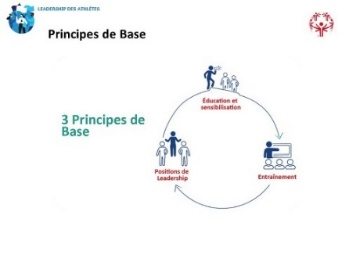 LEADERSHIP DES ATHLÈTES
Principes de Base
Éducation et
sensibilisation
3 Principes de
Base
Positions de
Leadership
Entraînement